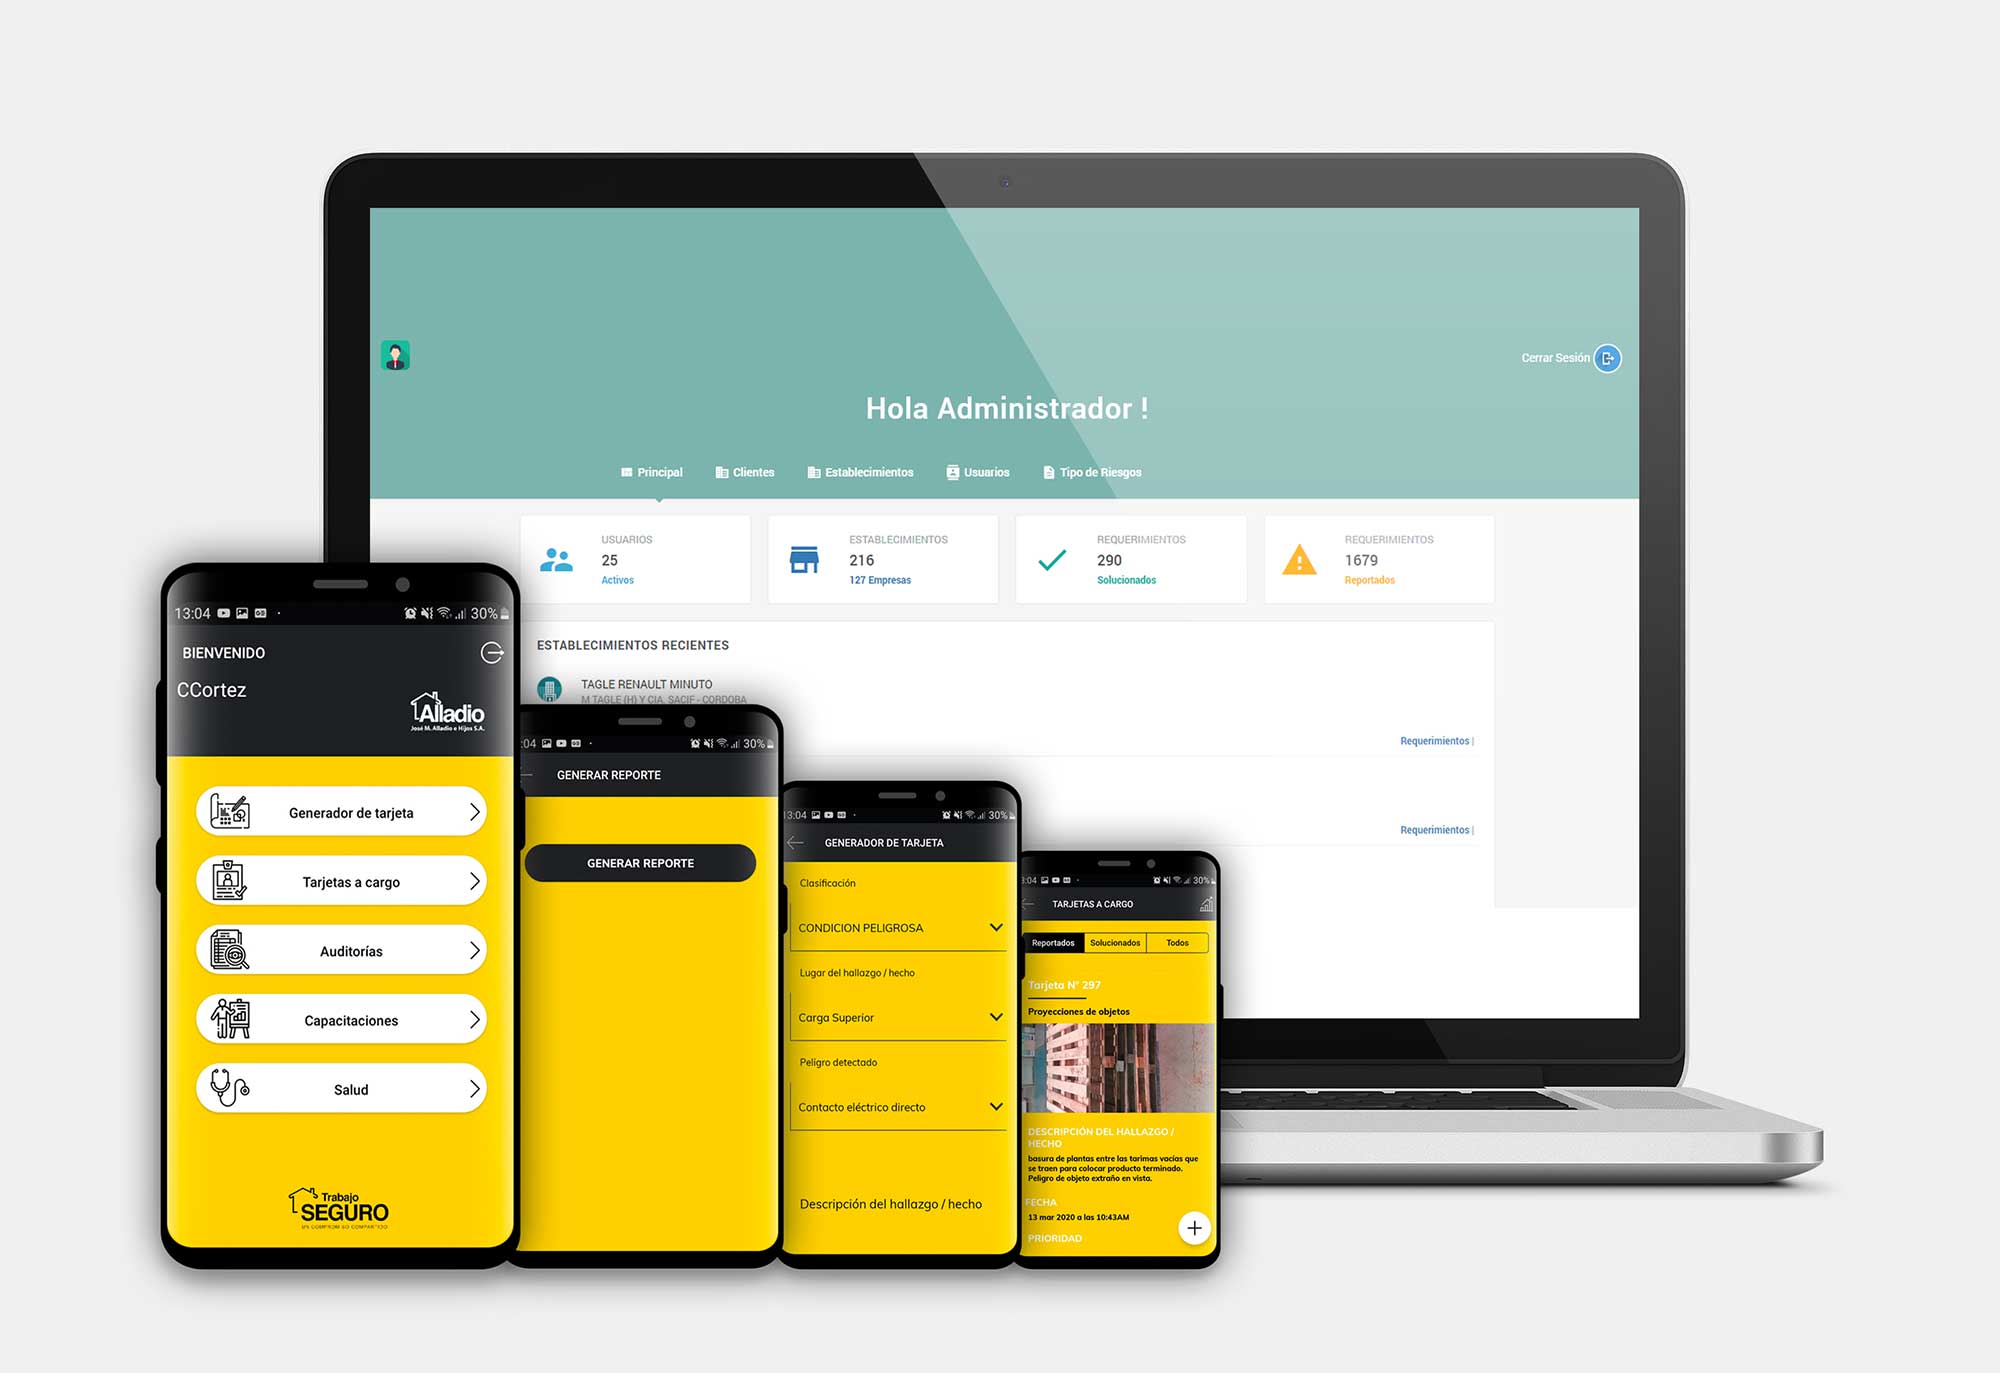 Cerrar Sesión
Hola Administrador !
Principal
Clientes
Establecimientos
Usuarios
Tipo de Riesgos
USUARIOS
25
Activos
ESTABLECIMIENTOS
216
127 Empresas
REQUERIMIENTOS
290
Solucionados
REQUERIMIENTOS
1679
Reportados
ESTABLECIMIENTOS RECIENTES
TAGLE RENAULT MINUTO
M TAGLE (H) Y CIA. SACIF - CORDOBA
Requerimientos |
Requerimientos |
13:04
30%
BIENVENIDO
CCortez
Alladio
José M. Alladio e Hijos S.A.
Generador de tarjeta
Tarjetas a cargo
Auditorías
Capacitaciones
Salud
Trabajo
SEGURO
UN COMPROMISO COMPARTIDO
:04
30%
GENERAR REPORTE
GENERAR REPORTE
13:04
30%
GENERADOR DE TARJETA
Clasificación
CONDICION PELIGROSA
Lugar del hallazgo / hecho
Carga Superior
Peligro detectado
Contacto eléctrico directo
Descripción del hallazgo / hecho
3:04
30%
TARJETAS A CARGO
Reportados
Solucionados
Todos
Tarjeta N° 297
Proyecciones de objetos
DESCRIPCIÓN DEL HALLAZGO /
HECHO
basura de plantas entre las tarimas vacías que
se traen para colocar producto terminado.
Peligro de objeto extraño en vista.
FECHA
13 mar 2020 a las 10:43AM
PRIORIDAD